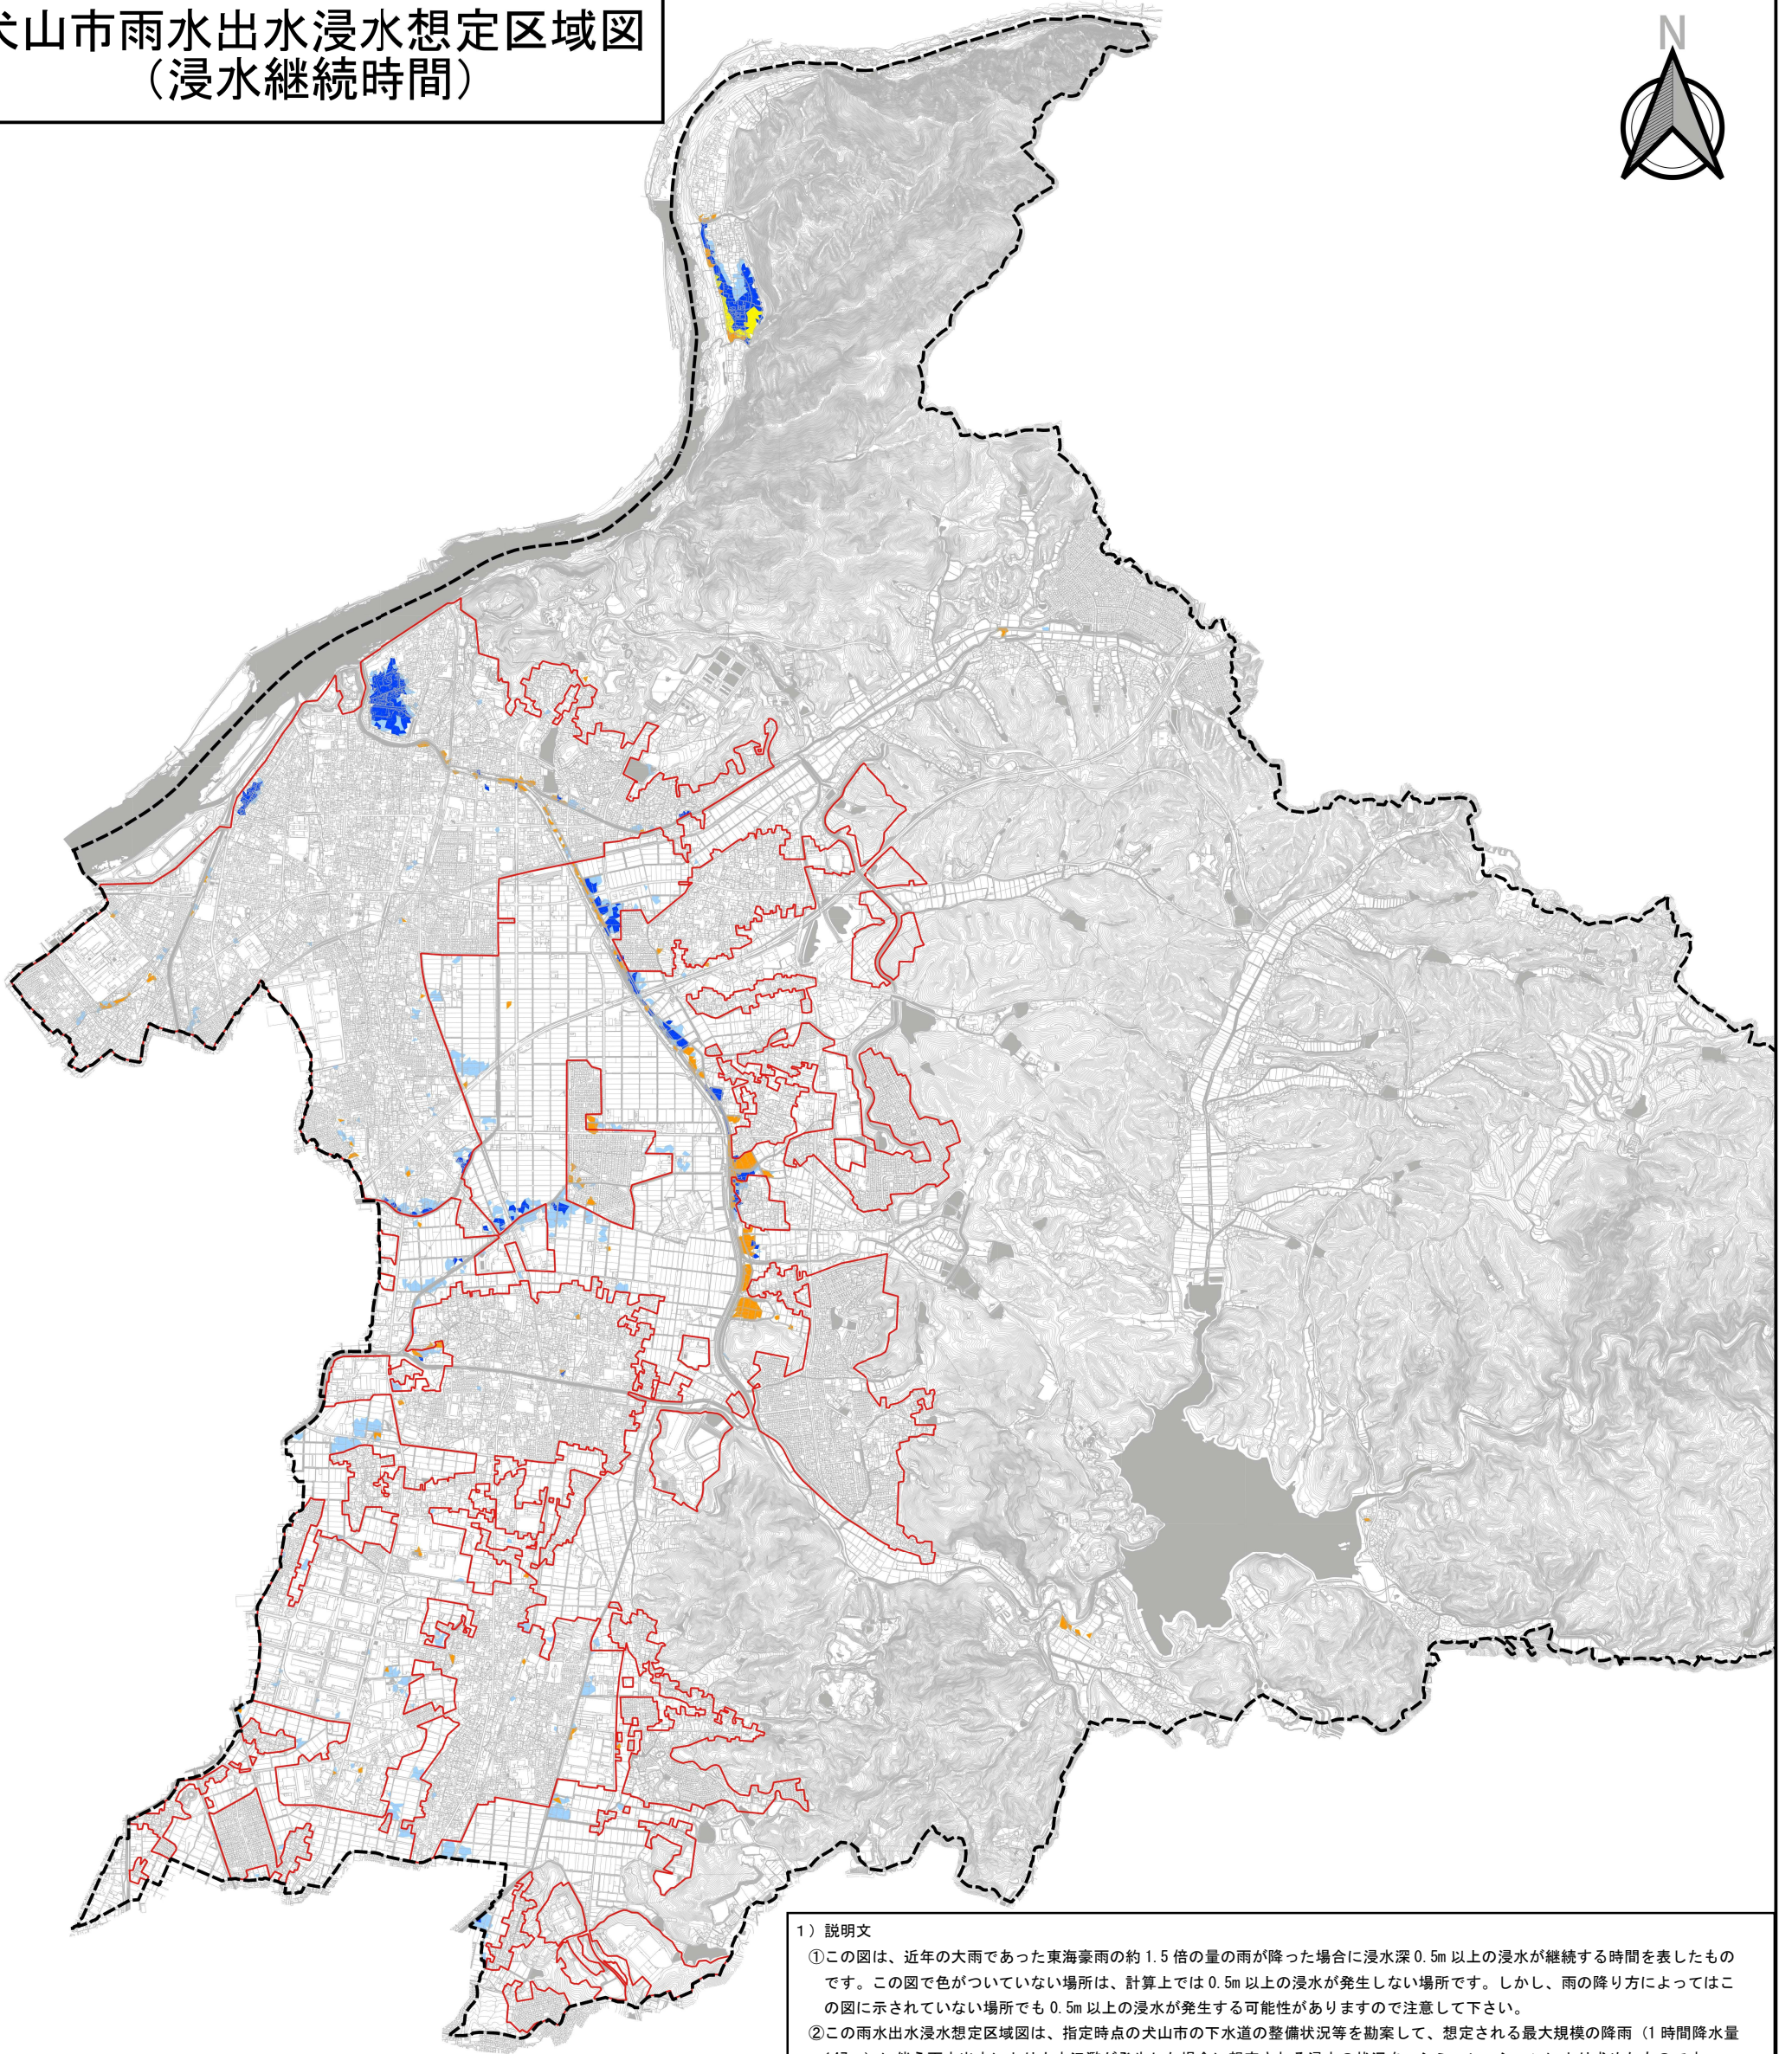 犬山市雨水出水浸水想定区域図
（浸水継続時間）
N
1）説明文
①この図は、近年の大雨であった東海豪雨の約1.5倍の量の雨が降った場合に浸水深0.5m以上の浸水が継続する時間を表したもの
です。この図で色がついていない場所は、計算上では0.5m以上の浸水が発生しない場所です。しかし、雨の降り方によってはこ
の図に示されていない場所でも0.5m以上の浸水が発生する可能性がありますので注意して下さい。
②この雨水出水浸水想定区域図は、指定時点の犬山市の下水道の整備状況等を勘案して、想定される最大規模の降雨（1時間降水量